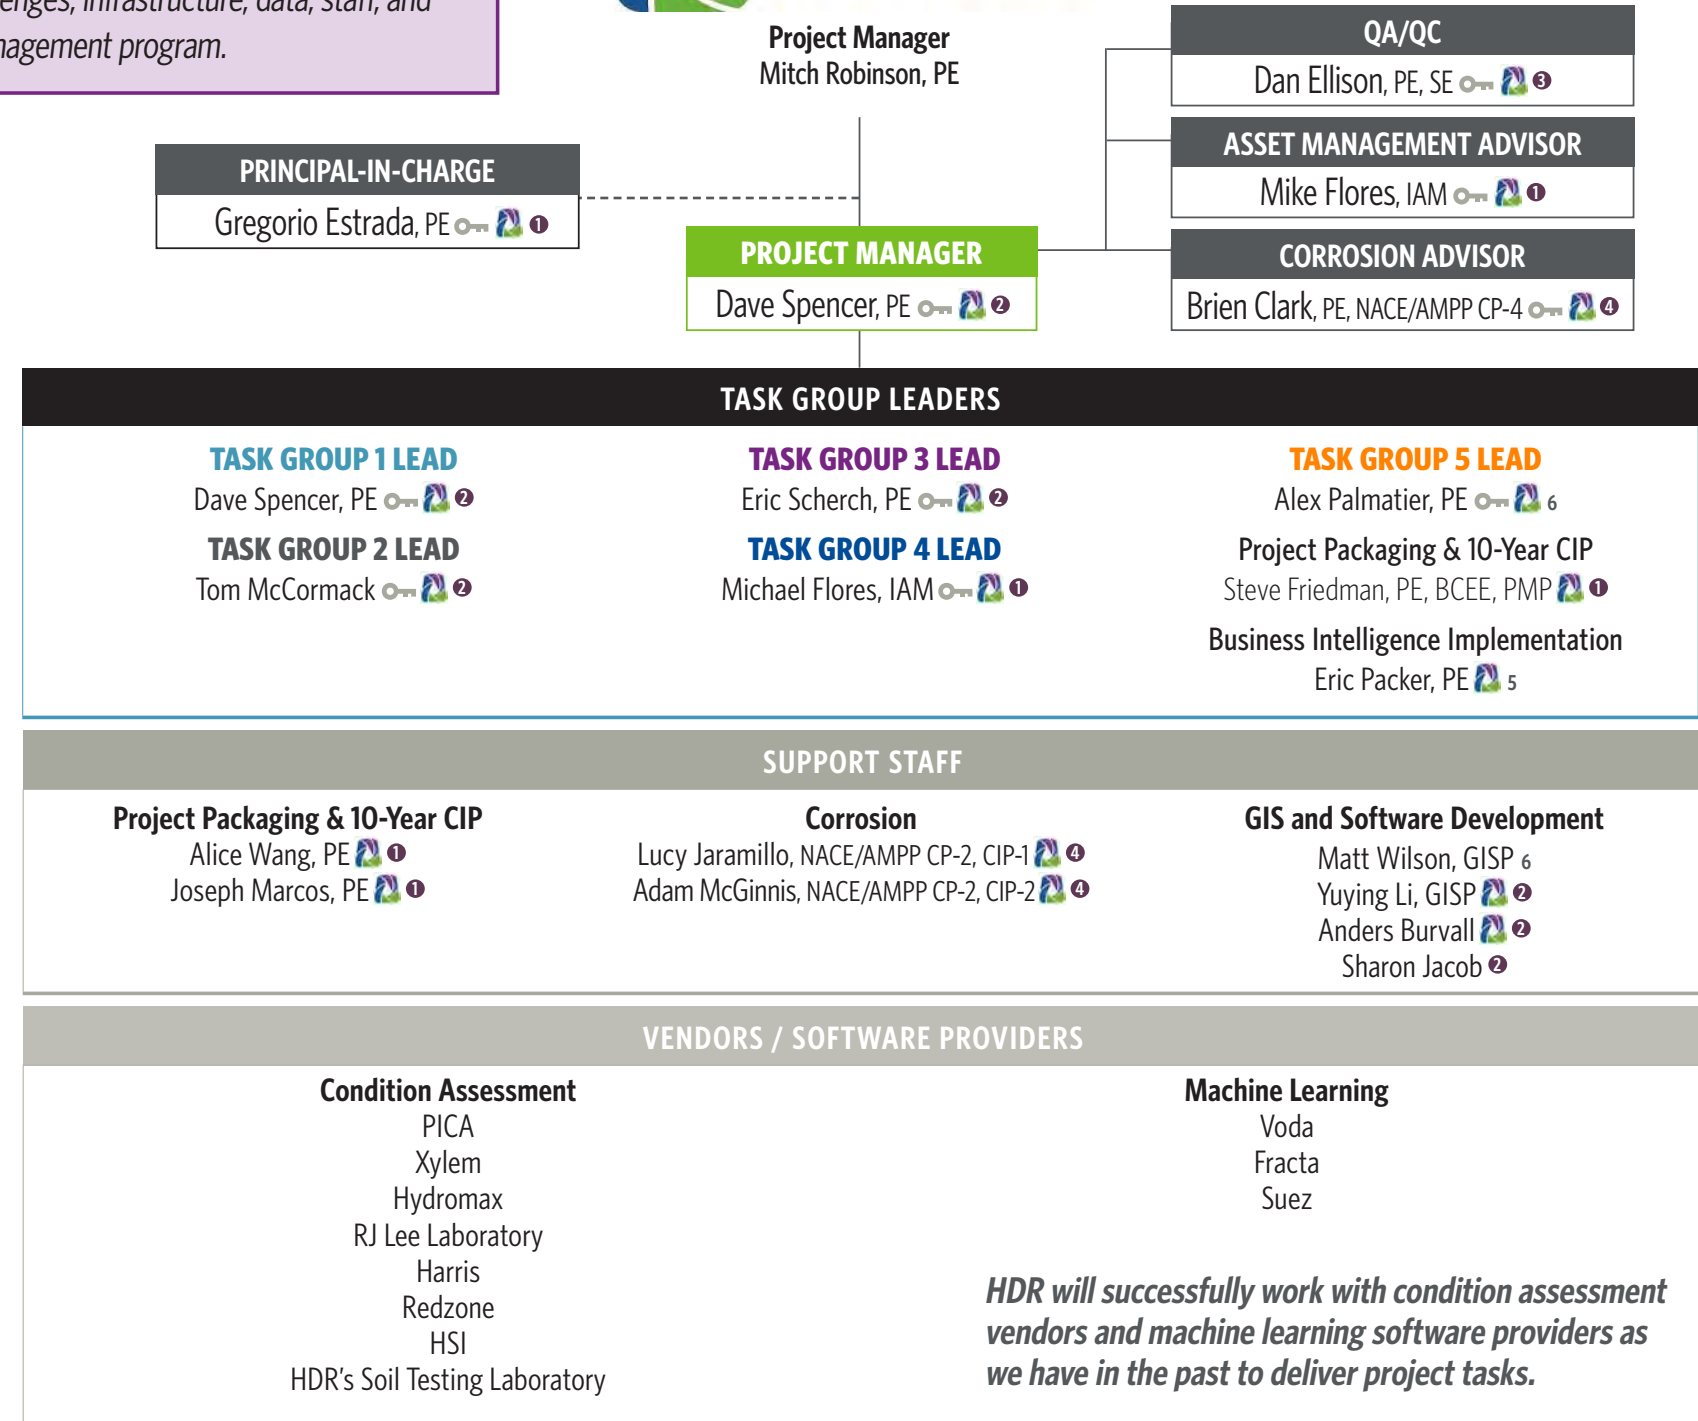 enges, infrastructure, data, staff, and
nagement program.
Project Manager
Mitch Robinson, PE
QA/QC
Dan Ellison, PE, SE 3
ASSET MANAGEMENT ADVISOR
Mike Flores, IAM 1
CORROSION ADVISOR
Brien Clark, PE, NACE/AMPP CP-4 4
PRINCIPAL-IN-CHARGE
Gregorio Estrada, PE 1
PROJECT MANAGER
Dave Spencer, PE 2
TASK GROUP LEADERS
TASK GROUP 1 LEAD
Dave Spencer, PE 2
TASK GROUP 2 LEAD
Tom McCormack 2
TASK GROUP 3 LEAD
Eric Scherch, PE 2
TASK GROUP 4 LEAD
Michael Flores, IAM 1
TASK GROUP 5 LEAD
Alex Palmatier, PE 6
Project Packaging & 10-Year CIP
Steve Friedman, PE, BCEE, PMP 1
Business Intelligence Implementation
Eric Packer, PE 5
SUPPORT STAFF
Project Packaging & 10-Year CIP
Alice Wang, PE 1
Joseph Marcos, PE 1
Corrosion
Lucy Jaramillo, NACE/AMPP CP-2, CIP-1 4
Adam McGinnis, NACE/AMPP CP-2, CIP-2 4
GIS and Software Development
Matt Wilson, GISP 6
Yuying Li, GISP 2
Anders Burvall 2
Sharon Jacob 2
VENDORS / SOFTWARE PROVIDERS
Condition Assessment
PICA
Xylem
Hydromax
RJ Lee Laboratory
Harris
Redzone
HSI
HDR's Soil Testing Laboratory
Machine Learning
Voda
Fracta
Suez
HDR will successfully work with condition assessment
vendors and machine learning software providers as
we have in the past to deliver project tasks.